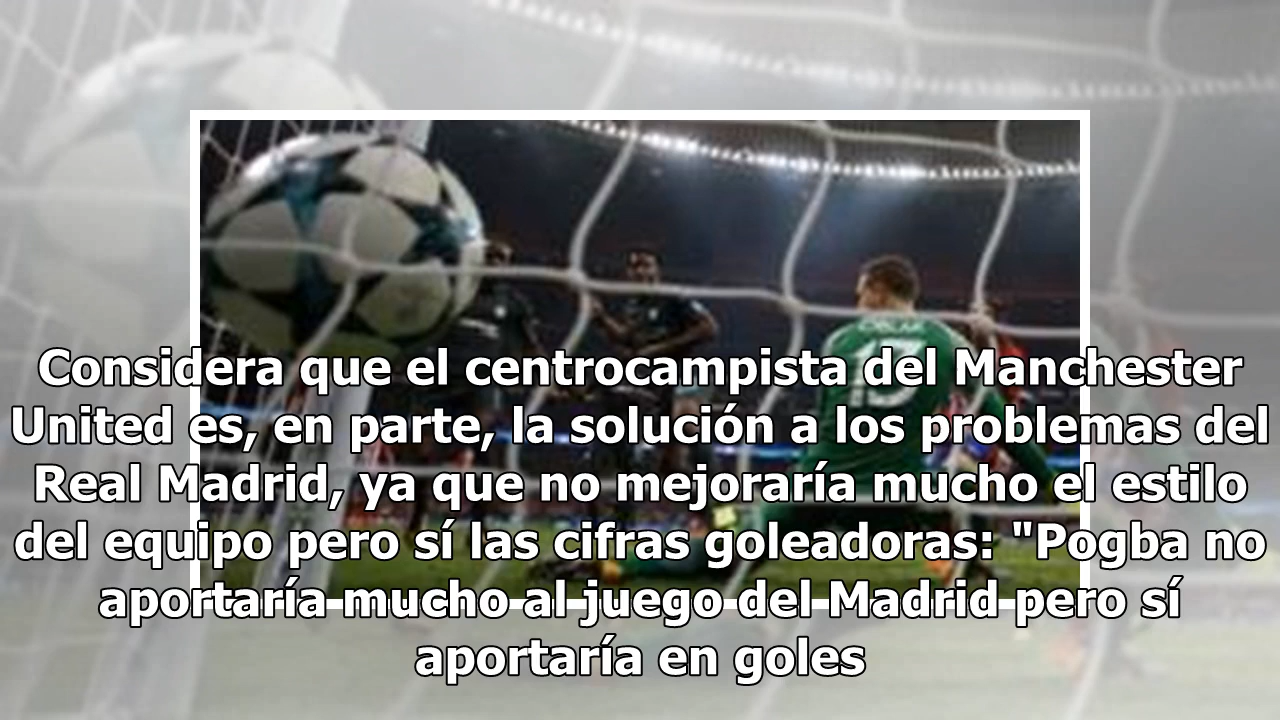 Considera que el centrocampista del Manchester
United es, en parte, la solución a los problemas del
Real Madrid, ya que no mejoraría mucho el estilo
del equipo pero sí las cifras goleadoras: "Pogba no
aportaría mucho al juego del Madrid pero sí
aportaría en goles
13